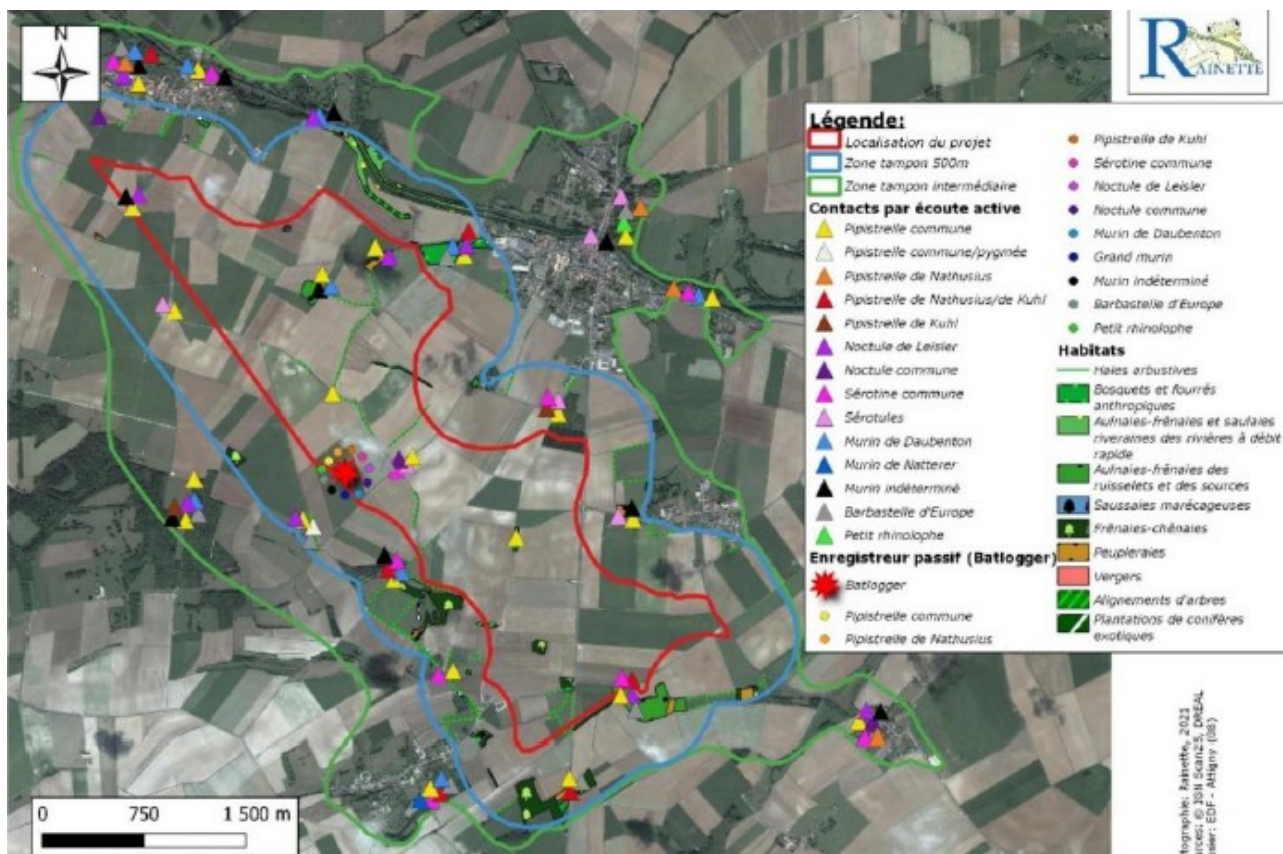 N
RAINETTE
Légende:
Localisation du projet
Zone tampon 500m
Zone tampon intermédiaire
Contacts par écoute active
Pipistrelle commune
Pipistrelle commune/pygnée
Pipistrelle de Nathusius
Pipistrelle de Nathusius/de Kuhl
Pipistrelle de Kuhl
Noctule de Leisler
Noctule commune
Sérotine commune
Sérotules
Murin de Daubenton
Murin de Natterer
Murin indéterminé
Barbastelle d'Europe
Petit rhinolophe
Enregistreur passif (Batlogger)
Batlogger
Pipistrelle commune
Pipistrelle de Nathusius
Pipistrelle de Kuhl
Sérotine commune
Noctule de Leisler
Noctule commune
Murin de Daubenton
Grand murin
Murin indéterminé
Barbastelle d'Europe
Petit rhinolophe
Habitats
Haies arbustives
Bosquets et fourrés
anthropiques
Aulnaies-frênaies et saulaies
riveraines des rivières à débit
rapide
Aulnaies-frênaies des
ruisselets et des sources
Saussaies marécageuses
Frênaies-chênaies
Peupleraies
Vergers
Alignements d'arbres
Plantations de conifères
exotiques
0 750 1 500 m
tographie: Rainette, 2021
rces: © IGN Scan25, DREAL
sier: EDF - Attigny (08)